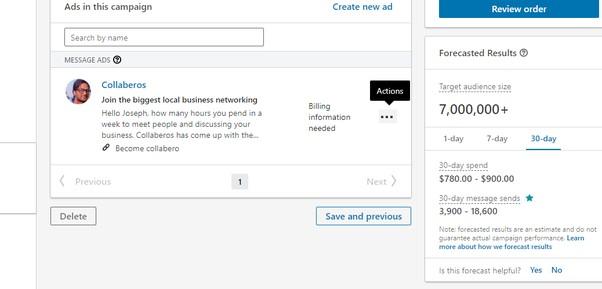 Ads in this campaign
Create new ad
Search by name
MESSAGE ADS
Collaberos
Join the biggest local business networking
Hello Joseph, how many hours you pend in a
week to meet people and discussing your
business. Collaberos has come up with the...
Become collabero
Billing
information
needed
Actions
Previous
1
Next
Delete
Save and previous
Review order
Forecasted Results
Target audience size
7,000,000+
1-day 7-day 30-day
30-day spend
$780.00 - $900.00
30-day message sends
3,900 - 18,600
Note: forecasted results are an estimate and do not
guarantee actual campaign performance. Learn
more about how we forecast results
Is this forecast helpful? Yes No